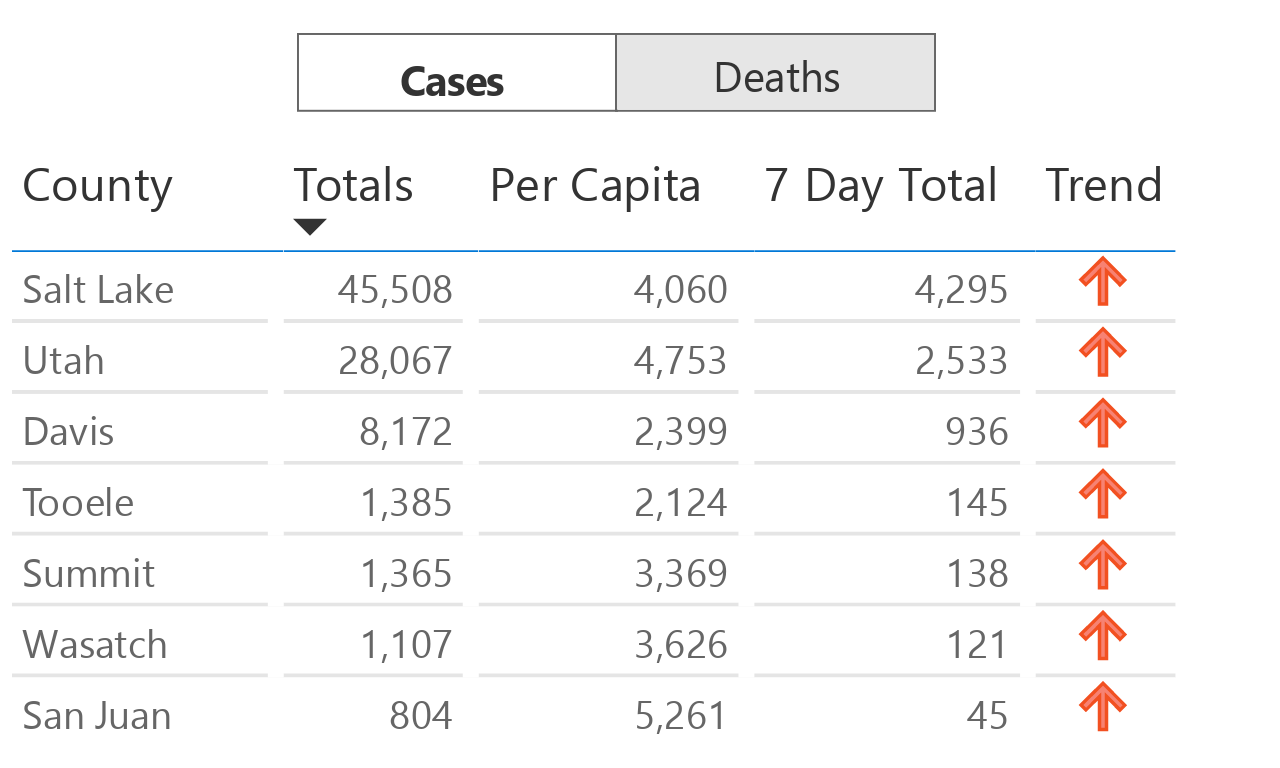 Cases Deaths
County Totals Per Capita 7 Day Total Trend
Salt Lake 45,508 4,060 4,295
Utah 28,067 4,753 2,533
Davis 8,172 2,399 936
Tooele 1,385 2,124 145
Summit 1,365 3,369 138
Wasatch 1,107 3,626 121
San Juan 804 5,261 45